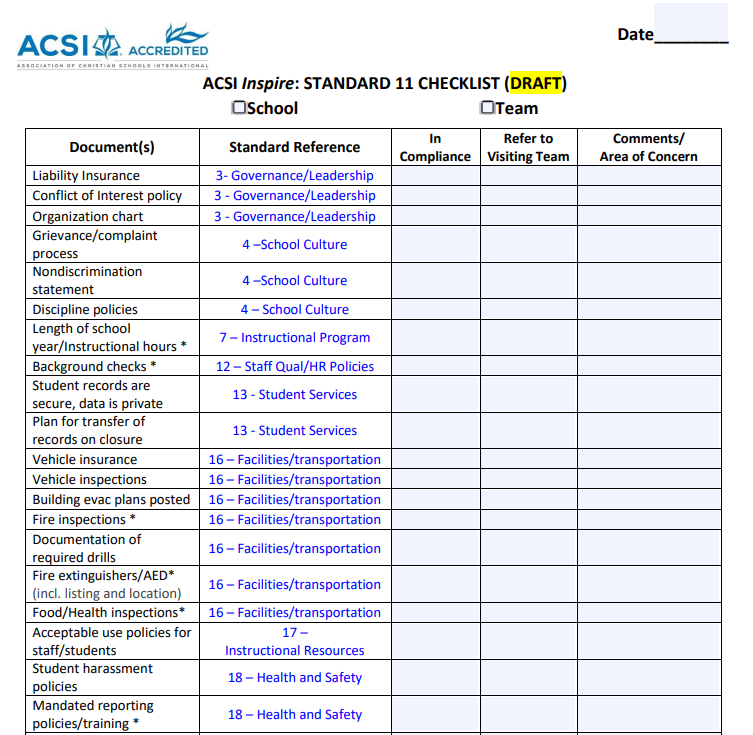 Date________
ACSI ACCREDITED
ASSOCIATION OF CHRISTIAN SCHOOLS INTERNATIONAL
ACSI Inspire: STANDARD 11 CHECKLIST (DRAFT)
School Team
Document(s) Standard Reference In Compliance Refer to Visiting Team Comments/ Area of Concern
Liability Insurance 3- Governance/Leadership
Conflict of Interest policy 3 - Governance/Leadership
Organization chart 3 - Governance/Leadership
Grievance/complaint process 4 –School Culture
Nondiscrimination statement 4 –School Culture
Discipline policies 4 – School Culture
Length of school year/Instructional hours * 7 – Instructional Program
Background checks * 12 – Staff Qual/HR Policies
Student records are secure, data is private 13 - Student Services
Plan for transfer of records on closure 13 - Student Services
Vehicle insurance 16 – Facilities/transportation
Vehicle inspections 16 – Facilities/transportation
Building evac plans posted 16 – Facilities/transportation
Fire inspections * 16 – Facilities/transportation
Documentation of required drills 16 – Facilities/transportation
Fire extinguishers/AED* (incl. listing and location) 16 – Facilities/transportation
Food/Health inspections* 16 – Facilities/transportation
Acceptable use policies for staff/students 17 – Instructional Resources
Student harassment policies 18 – Health and Safety
Mandated reporting policies/training * 18 – Health and Safety